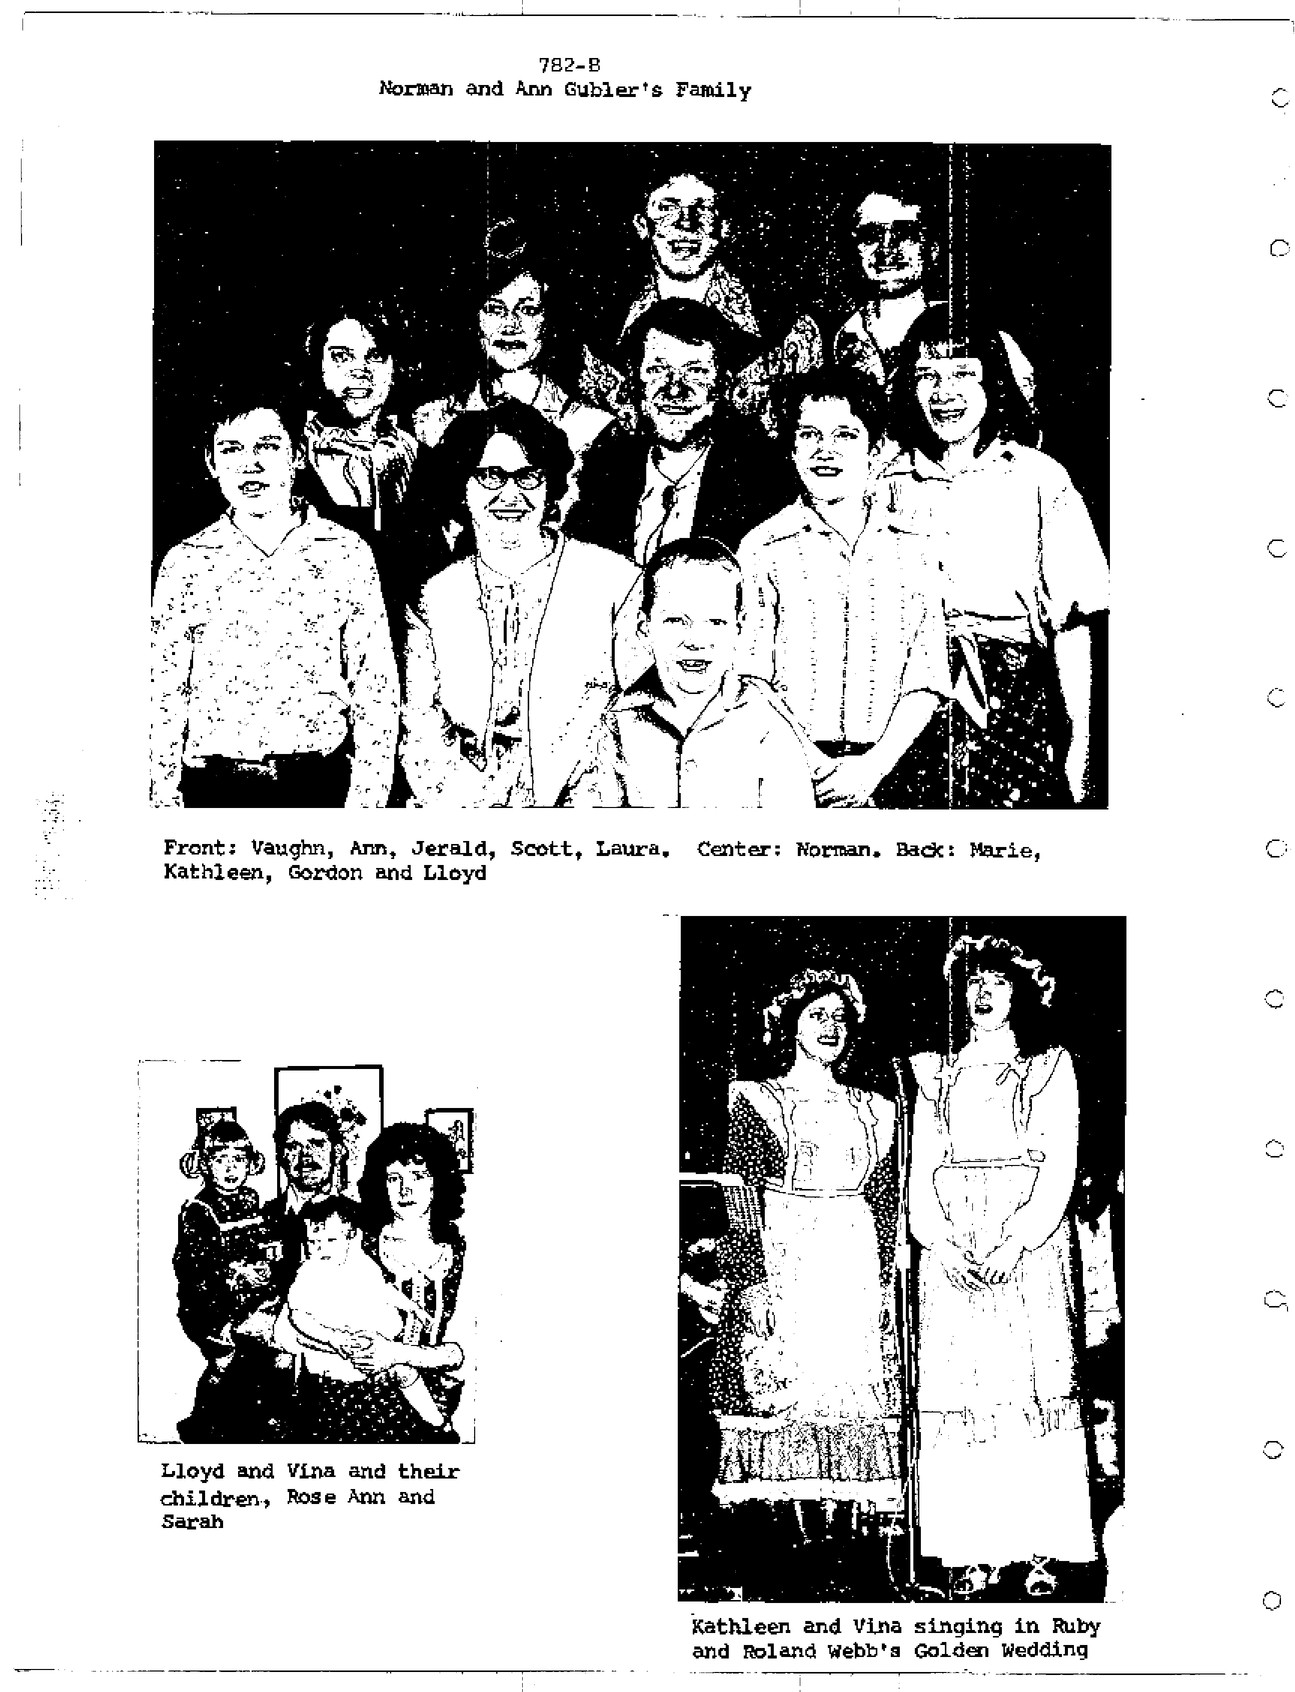 782-B
Norman and Ann Gubler's Family
Front: Vaughn, Ann, Jerald, Scott, Laura. Center: Norman. Back: Marie,
Kathleen, Gordon and Lloyd
Lloyd and Vina and their
children, Rose Ann and
Sarah
Kathleen and Vina singing in Ruby
and Roland Webb's Golden Wedding